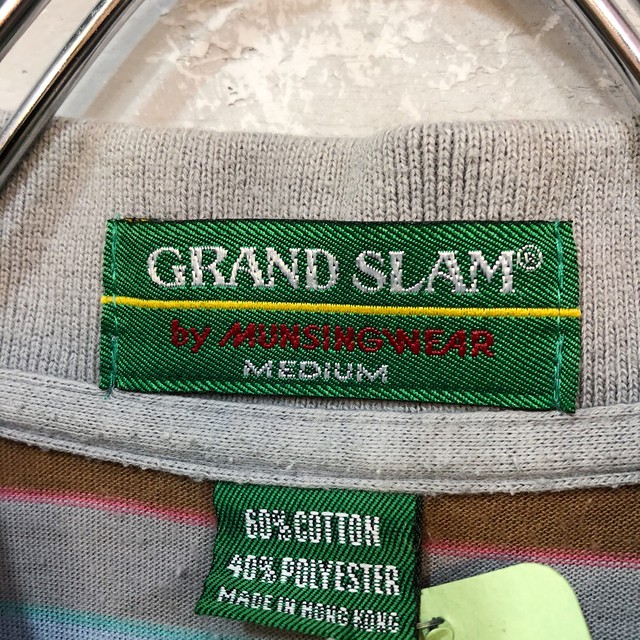 GRAND SLAM®
by MUNSINGWEAR
MEDIUM
60% COTTON
40% POLYESTER
MADE IN HONG KONG